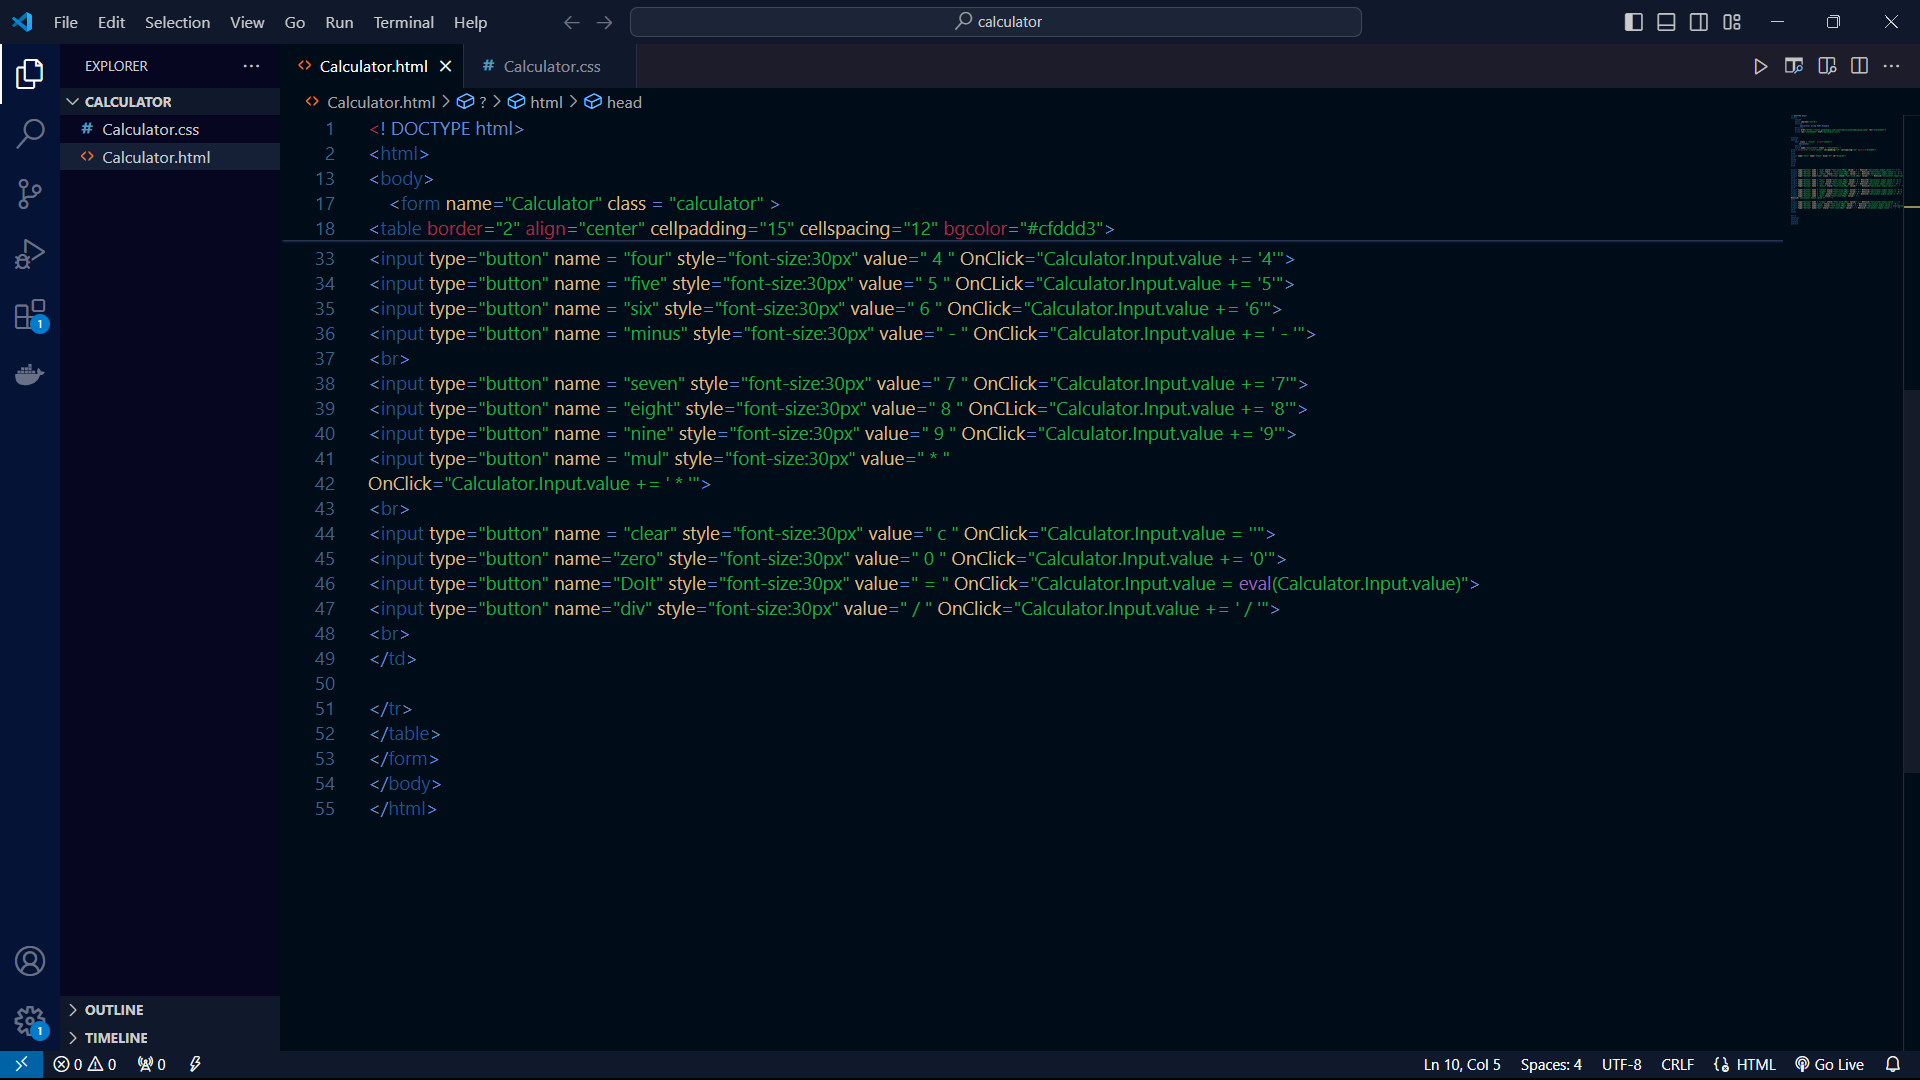 File Edit Selection View Go Run Terminal Help
calculator
EXPLORER
CALCULATOR
# Calculator.css
<> Calculator.html
OUTLINE
TIMELINE
<> Calculator.html
# Calculator.css
<> Calculator.html > ? > html > head
1 <! DOCTYPE html>
2 <html>
13 <body>
17 <form name="Calculator" class = "calculator" >
18 <table border="2" align="center" cellpadding="15" cellspacing="12" bgcolor="#cfddd3">
33 <input type="button" name = "four" style="font-size:30px" value=" 4 " OnClick="Calculator.Input.value += '4'">
34 <input type="button" name = "five" style="font-size:30px" value=" 5 " OnCLick="Calculator.Input.value += '5'">
35 <input type="button" name = "six" style="font-size:30px" value=" 6 " OnClick="Calculator.Input.value += '6'">
36 <input type="button" name = "minus" style="font-size:30px" value=" - " OnClick="Calculator.Input.value += ' - '">
37 <br>
38 <input type="button" name = "seven" style="font-size:30px" value=" 7 " OnClick="Calculator.Input.value += '7'">
39 <input type="button" name = "eight" style="font-size:30px" value=" 8 " OnCLick="Calculator.Input.value += '8'">
40 <input type="button" name = "nine" style="font-size:30px" value=" 9 " OnClick="Calculator.Input.value += '9'">
41 <input type="button" name = "mul" style="font-size:30px" value=" * "
42 OnClick="Calculator.Input.value += ' * '">
43 <br>
44 <input type="button" name = "clear" style="font-size:30px" value=" c " OnClick="Calculator.Input.value = ''">
45 <input type="button" name="zero" style="font-size:30px" value=" 0 " OnClick="Calculator.Input.value += '0'">
46 <input type="button" name="DoIt" style="font-size:30px" value=" = " OnClick="Calculator.Input.value = eval(Calculator.Input.value)">
47 <input type="button" name="div" style="font-size:30px" value=" / " OnClick="Calculator.Input.value += ' / '">
48 <br>
49 </td>
50
51 </tr>
52 </table>
53 </form>
54 </body>
55 </html>
1
1
0 0 0
Ln 10, Col 5 Spaces: 4 UTF-8 CRLF HTML Go Live